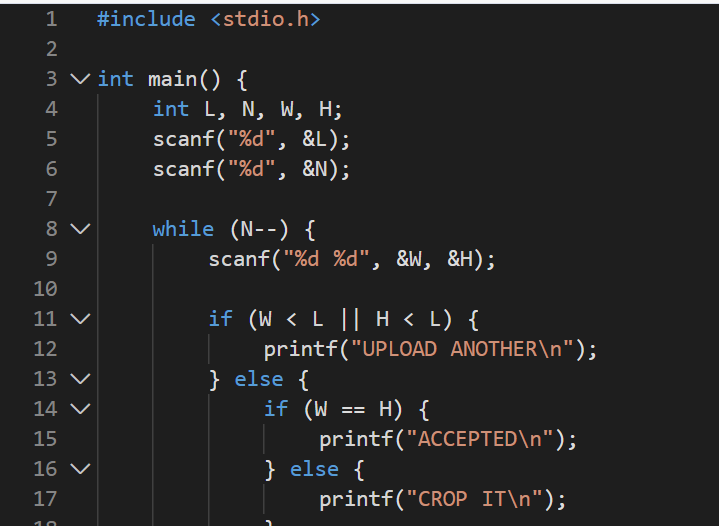 1 #include <stdio.h>
2
3 int main() {
4 int L, N, W, H;
5 scanf("%d", &L);
6 scanf("%d", &N);
7
8 while (N--) {
9 scanf("%d %d", &W, &H);
10
11 if (W < L || H < L) {
12 printf("UPLOAD ANOTHER\n");
13 } else {
14 if (W == H) {
15 printf("ACCEPTED\n");
16 } else {
17 printf("CROP IT\n");
18 }